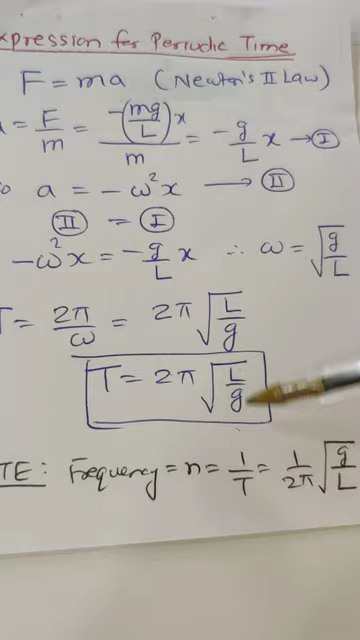 xpression for Periodic Time
F = ma (Newton's II Law)
a = F/m = -(mg/L)x/m = -g/L x → I
a = -ω²x → II
II = I
-ω²x = -g/L x ∴ ω = √(g/L)
T = 2π/ω = 2π √(L/g)
T = 2π √(L/g)
TE: Frequency = n = 1/T = 1/2π √(g/L)